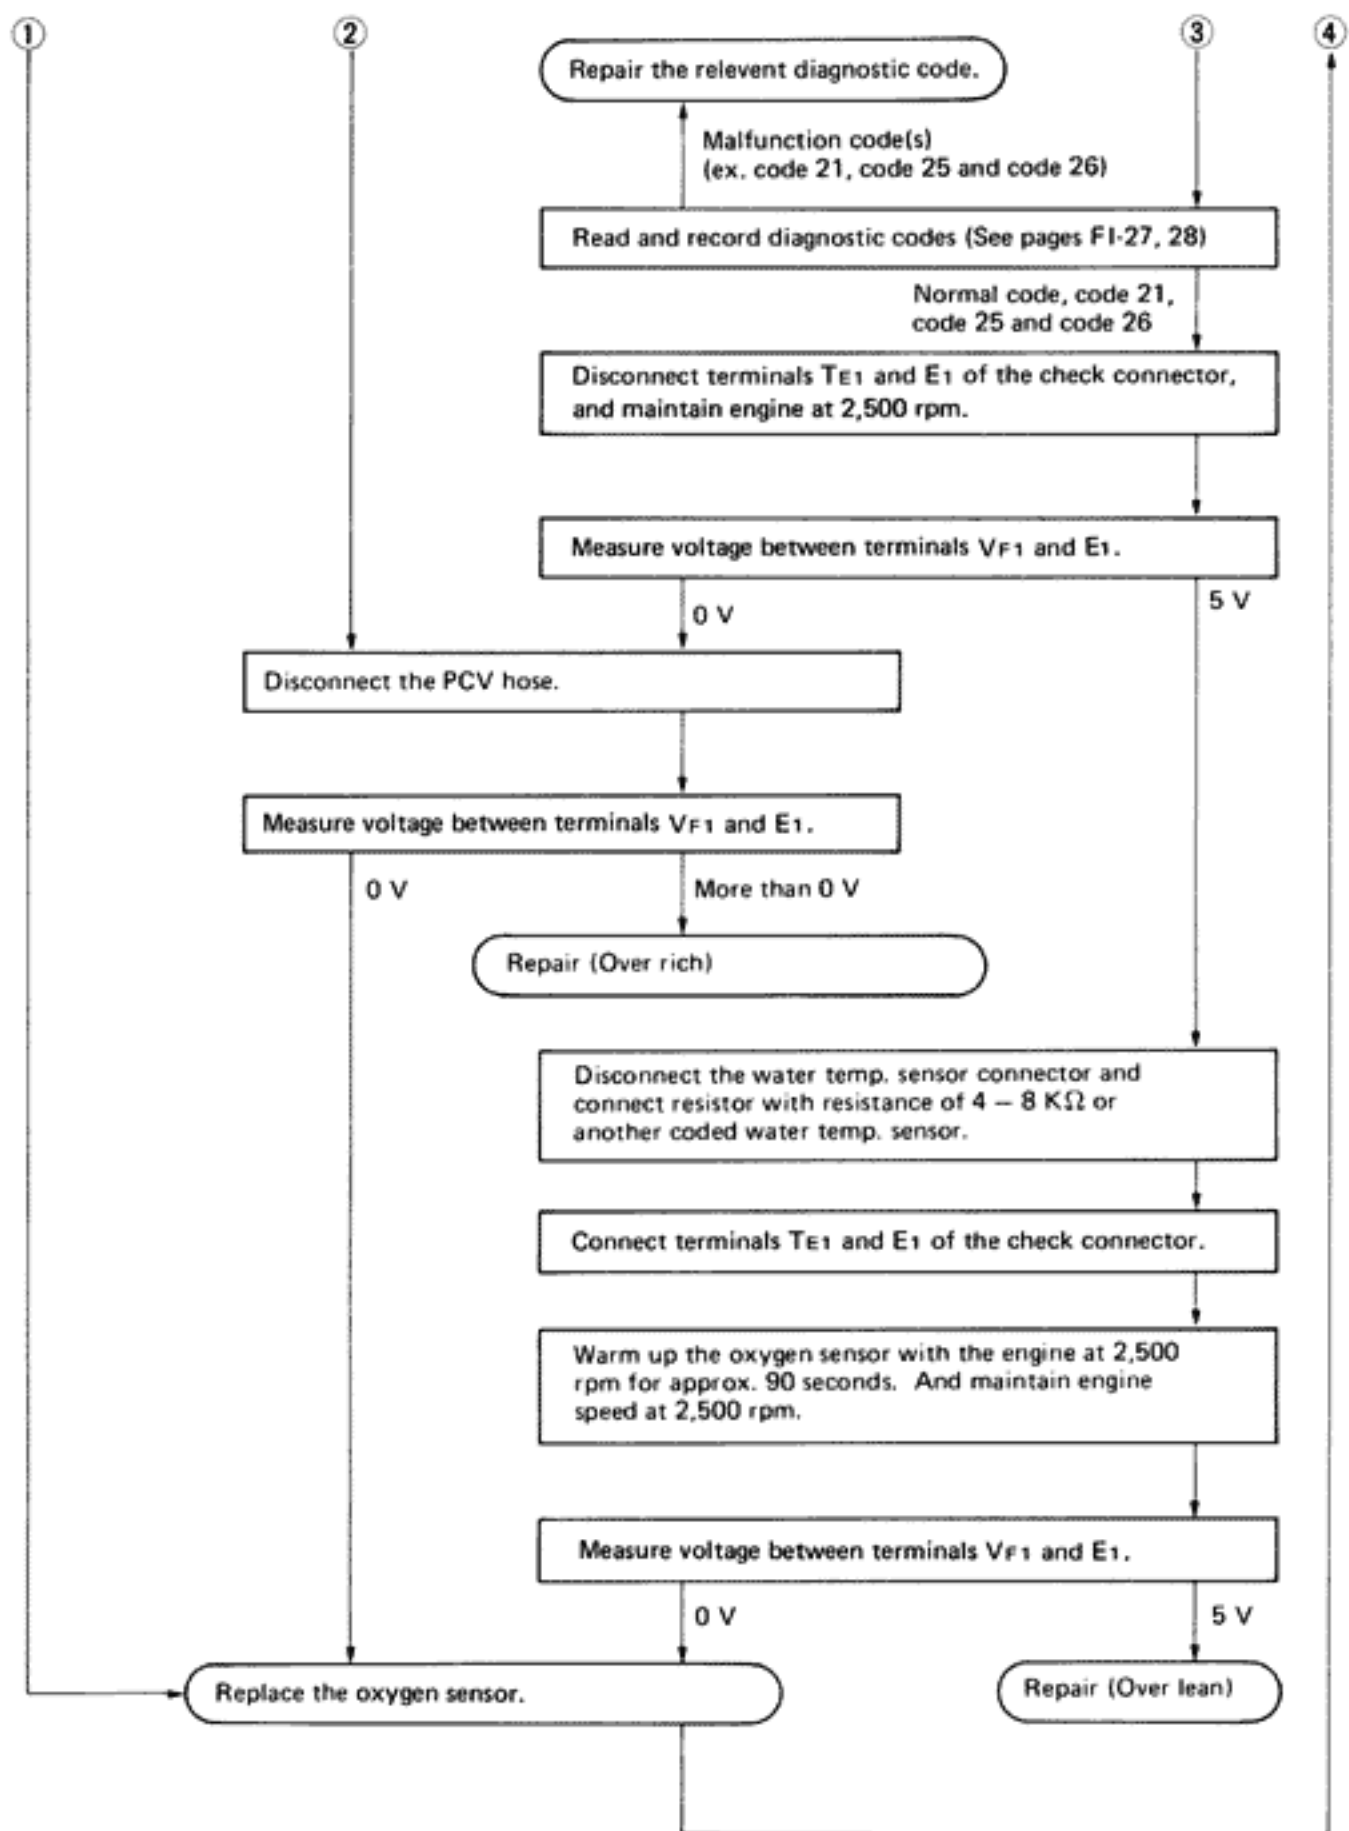 ① ② ③ ④
Repair the relevent diagnostic code.
Malfunction code(s)
(ex. code 21, code 25 and code 26)
Read and record diagnostic codes (See pages FI-27, 28)
Normal code, code 21,
code 25 and code 26
Disconnect terminals TE1 and E1 of the check connector,
and maintain engine at 2,500 rpm.
Measure voltage between terminals VF1 and E1.
0 V
5 V
Disconnect the PCV hose.
Measure voltage between terminals VF1 and E1.
0 V
More than 0 V
Repair (Over rich)
Disconnect the water temp. sensor connector and
connect resistor with resistance of 4 – 8 KΩ or
another coded water temp. sensor.
Connect terminals TE1 and E1 of the check connector.
Warm up the oxygen sensor with the engine at 2,500
rpm for approx. 90 seconds. And maintain engine
speed at 2,500 rpm.
Measure voltage between terminals VF1 and E1.
0 V
5 V
Replace the oxygen sensor.
Repair (Over lean)